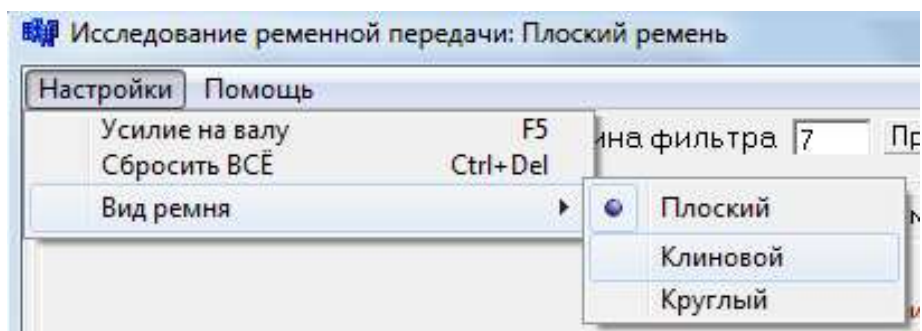 Исследование ременной передачи: Плоский ремень
Настройки Помощь
Усилие на валу F5
фильтра 7
Сбросить ВСЁ Ctrl+Del
Вид ремня
Плоский
Клиновой
Круглый